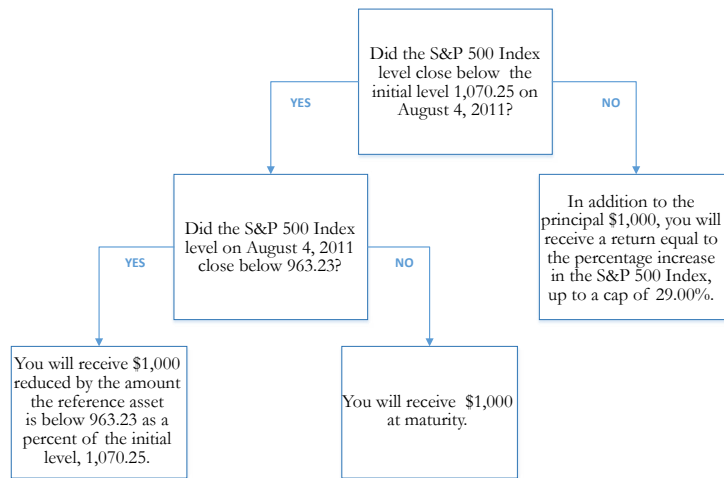 Did the S&P 500 Index
level close below the
initial level 1,070.25 on
August 4, 2011?
YES
NO
Did the S&P 500 Index
level on August 4, 2011
close below 963.23?
In addition to the
principal $1,000, you will
receive a return equal to
the percentage increase
in the S&P 500 Index,
up to a cap of 29.00%.
YES
NO
You will receive $1,000
reduced by the amount
the reference asset
is below 963.23 as a
percent of the initial
level, 1,070.25.
You will receive $1,000
at maturity.